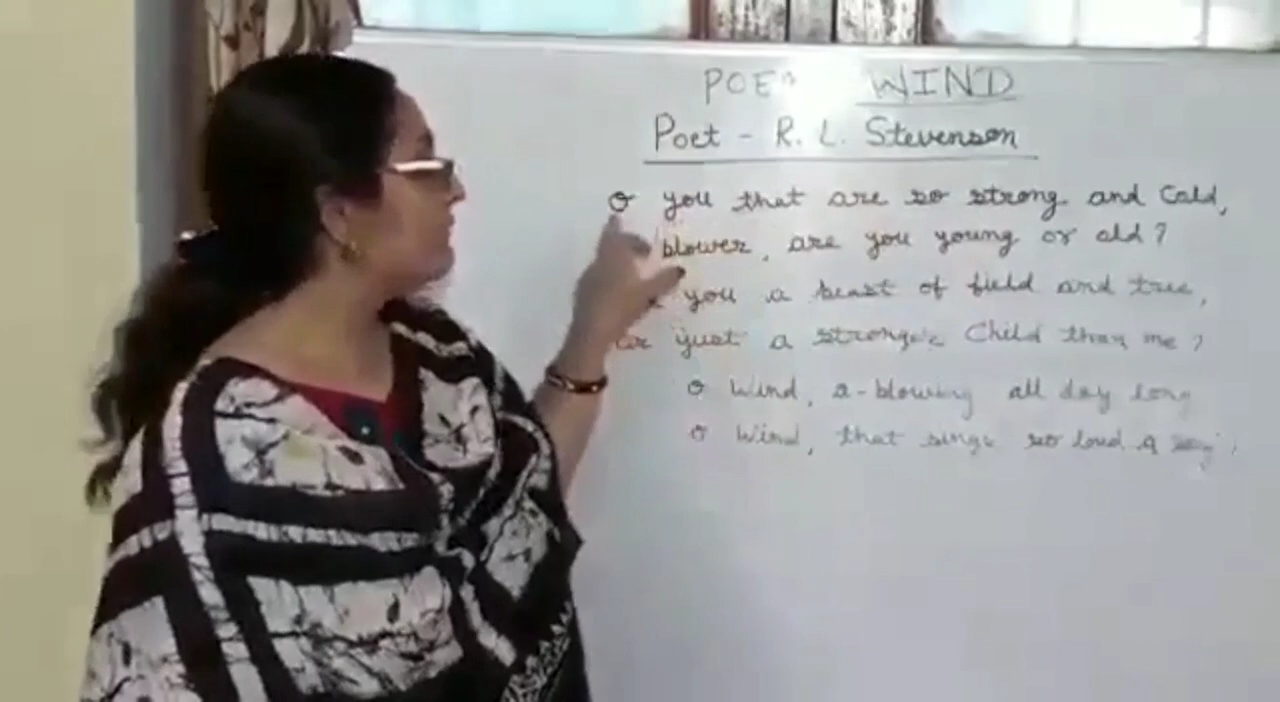 POEM WIND
Poet - R. L. Stevenson
O you that are so strong and Cold,
blower, are you young or old?
you a beast of field and tree,
Or just a stronger Child than me?
O Wind, a-blowing all day long
O Wind, that sings so loud a song!